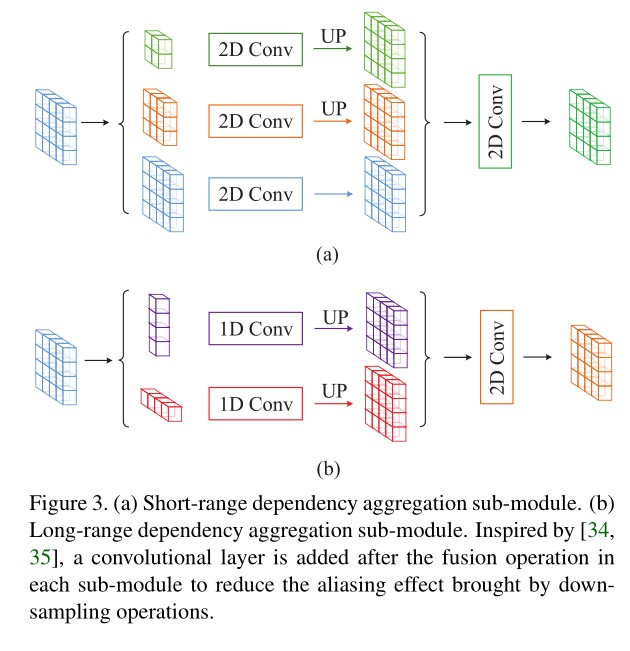 2D Conv
UP
2D Conv
UP
2D Conv
2D Conv
(a)
1D Conv
UP
1D Conv
UP
2D Conv
(b)
Figure 3. (a) Short-range dependency aggregation sub-module. (b)
Long-range dependency aggregation sub-module. Inspired by [34,
35], a convolutional layer is added after the fusion operation in
each sub-module to reduce the aliasing effect brought by down-
sampling operations.